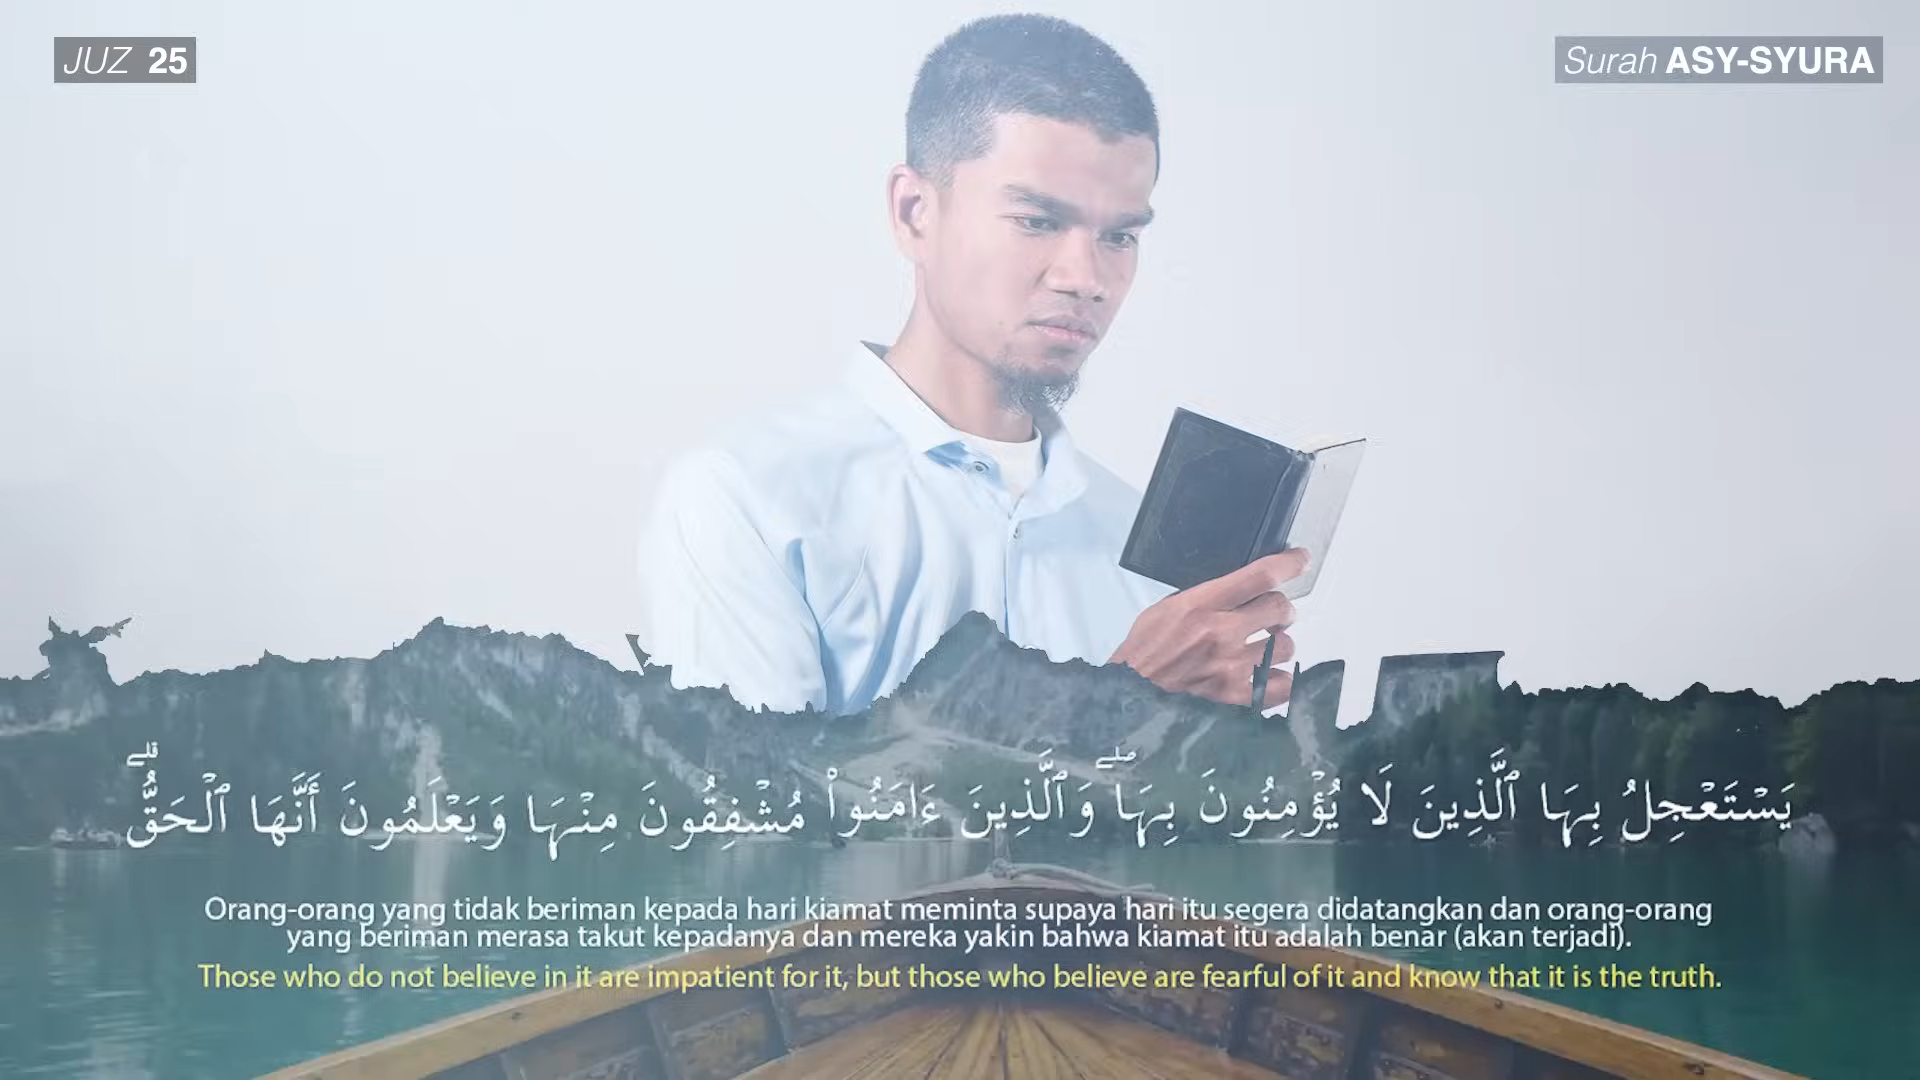 JUZ 25
Surah ASY-SYURA
يَسْتَعْجِلُ بِهَا ٱلَّذِينَ لَا يُؤْمِنُونَ بِهَا ۖ وَٱلَّذِينَ ءَامَنُوا۟ مُشْفِقُونَ مِنْهَا وَيَعْلَمُونَ أَنَّهَا ٱلْحَقُّ ۗ
Orang-orang yang tidak beriman kepada hari kiamat meminta supaya hari itu segera didatangkan dan orang-orang
yang beriman merasa takut kepadanya dan mereka yakin bahwa kiamat itu adalah benar (akan terjadi).
Those who do not believe in it are impatient for it, but those who believe are fearful of it and know that it is the truth.